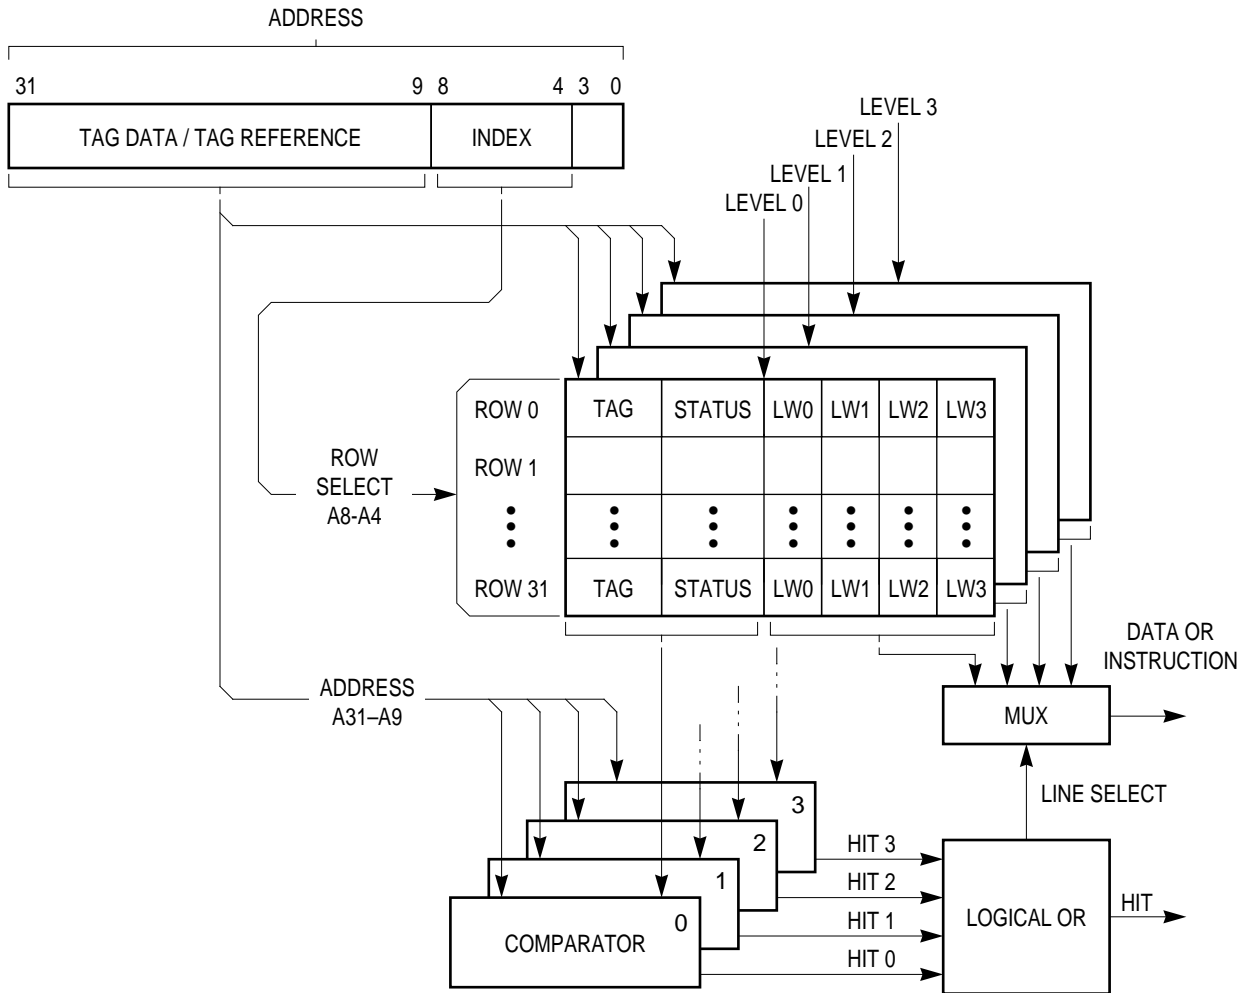 ADDRESS
31 9 8 4 3 0
TAG DATA / TAG REFERENCE INDEX
LEVEL 3
LEVEL 2
LEVEL 1
LEVEL 0
ROW 0 TAG STATUS LW0 LW1 LW2 LW3
ROW 1
ROW
SELECT
A8-A4
ROW 31 TAG STATUS LW0 LW1 LW2 LW3
DATA OR
INSTRUCTION
ADDRESS
A31–A9
MUX
LINE SELECT
3
2
1
0
COMPARATOR
HIT 3
HIT 2
HIT 1
HIT 0
LOGICAL OR
HIT